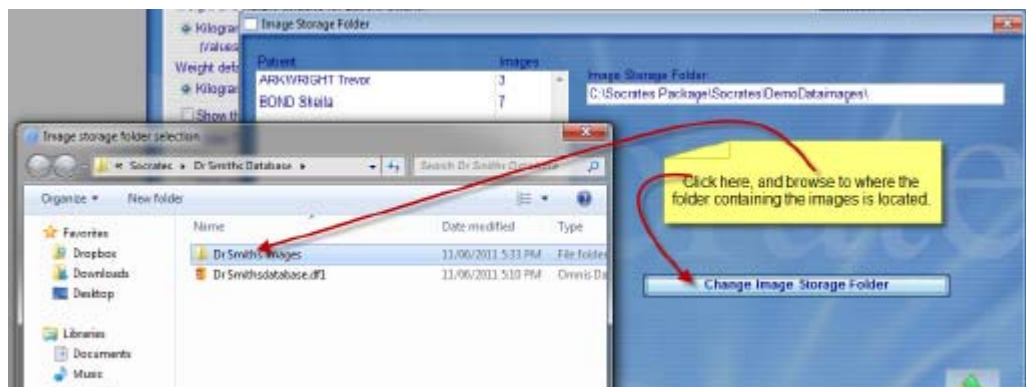 Kilogra
(values
Weight defa
Kilogra
Show th
Image Storage Folder
Patient
Images
ARKWRIGHT Trevor
3
BOND Sheila
7
Image Storage Folder
C:\Socrates Package\Socrates\DemoDataimages\
Image storage folder selection
« Socrates
Dr Smiths Database
Search Dr Smiths Database
Organize
New folder
Name
Date modified
Type
Favorites
Dropbox
Downloads
Desktop
Libraries
Documents
Music
Dr Smiths Images
11/06/2011 5:31 PM
File folder
Dr Smithsdatabase.df1
11/06/2011 5:10 PM
Omnis Da
Click here, and browse to where the
folder containing the images is located.
Change Image Storage Folder